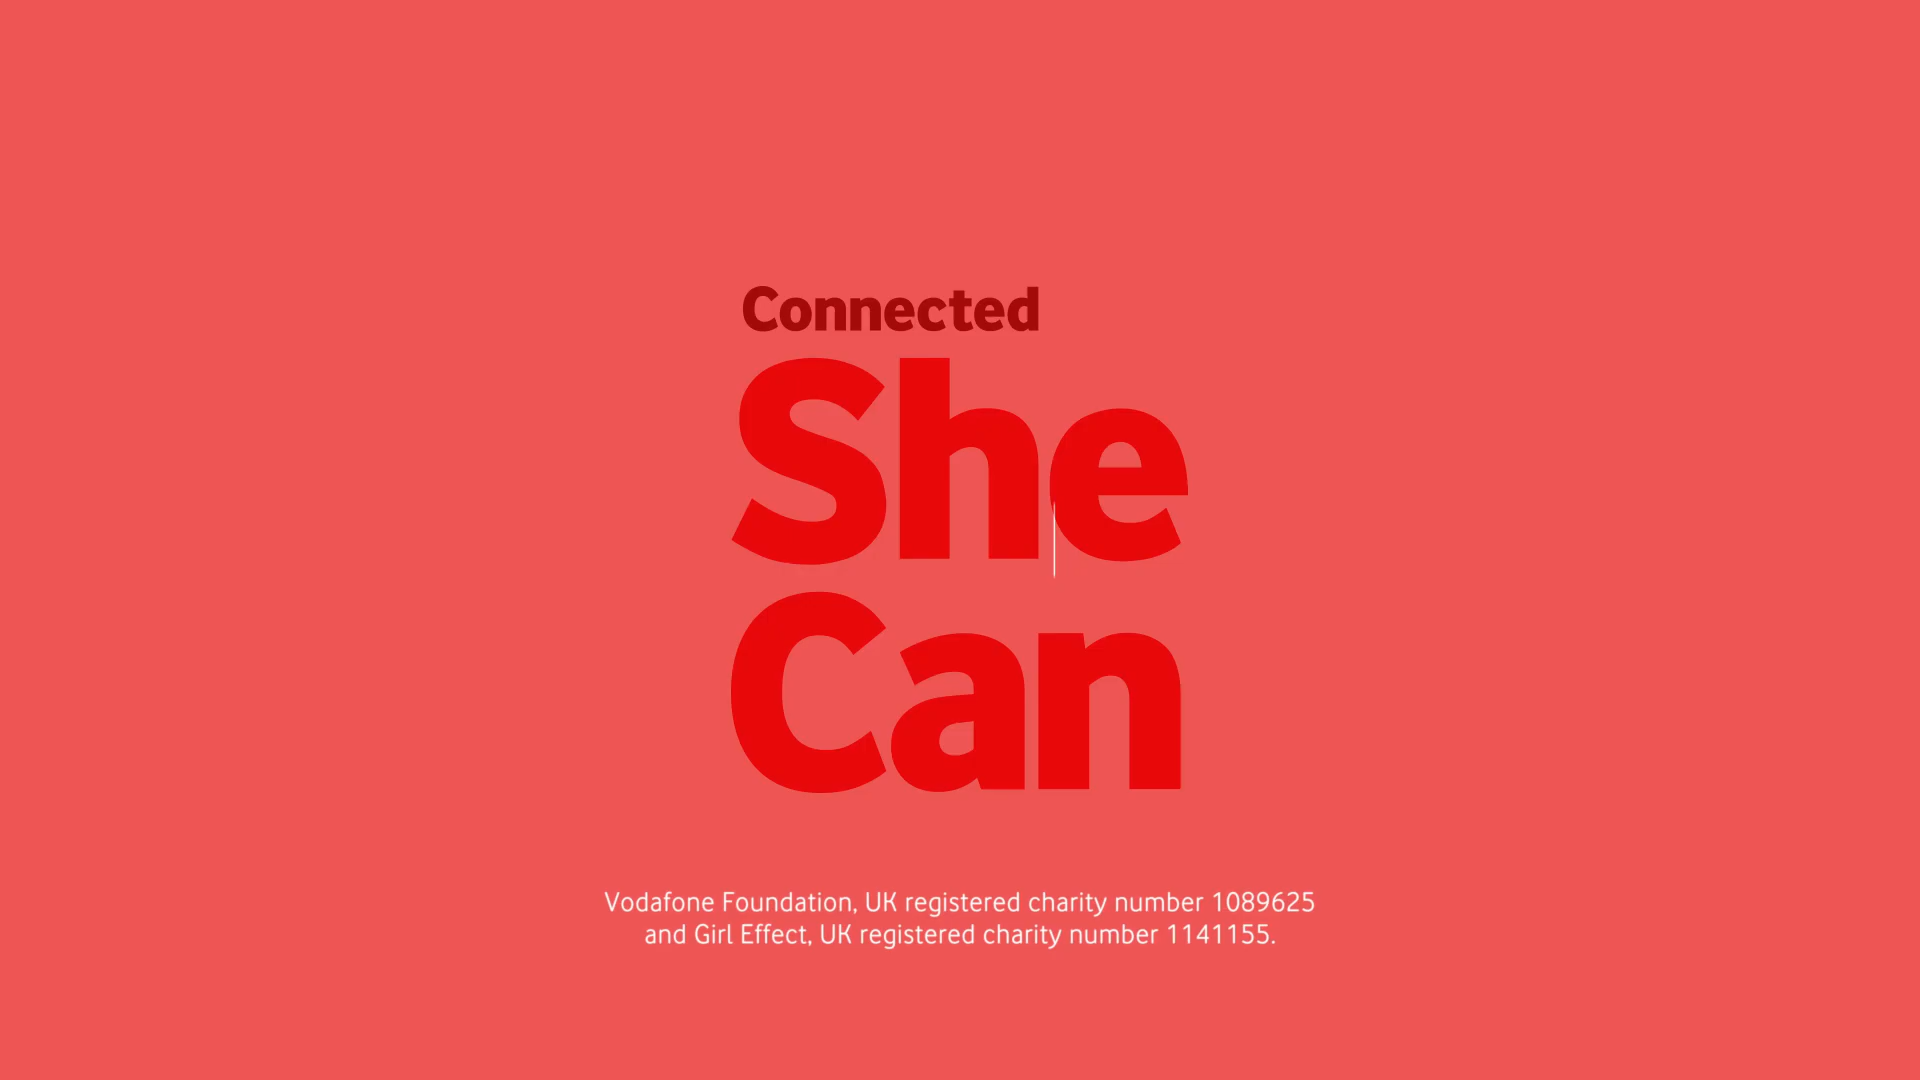 Connected
She
Can
Vodafone Foundation, UK registered charity number 1089625
and Girl Effect, UK registered charity number 1141155.